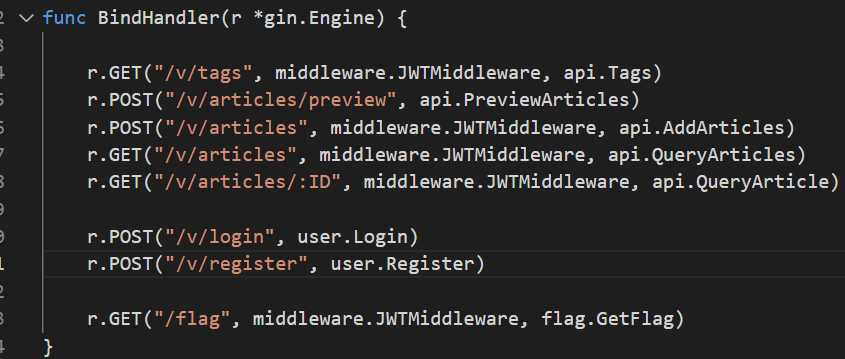 2 func BindHandler(r *gin.Engine) {
3
4 r.GET("/v/tags", middleware.JWTMiddleware, api.Tags)
5 r.POST("/v/articles/preview", api.PreviewArticles)
6 r.POST("/v/articles", middleware.JWTMiddleware, api.AddArticles)
7 r.GET("/v/articles", middleware.JWTMiddleware, api.QueryArticles)
8 r.GET("/v/articles/:ID", middleware.JWTMiddleware, api.QueryArticle)
9
0 r.POST("/v/login", user.Login)
1 r.POST("/v/register", user.Register)
2
3 r.GET("/flag", middleware.JWTMiddleware, flag.GetFlag)
4 }